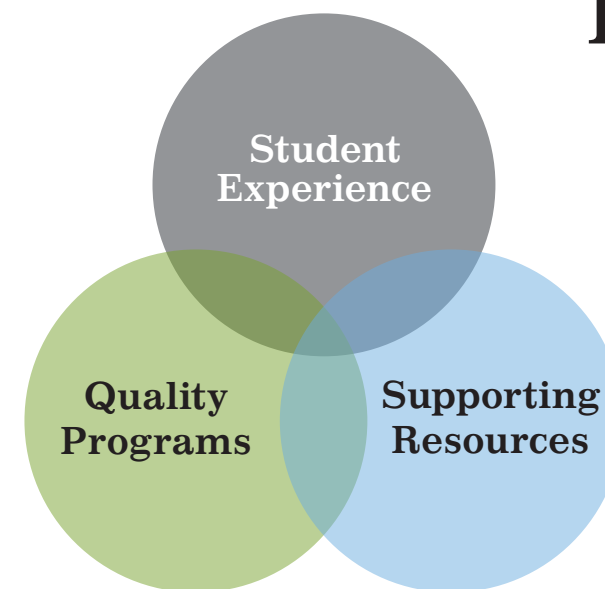 Student
Experience
Quality
Programs
Supporting
Resources